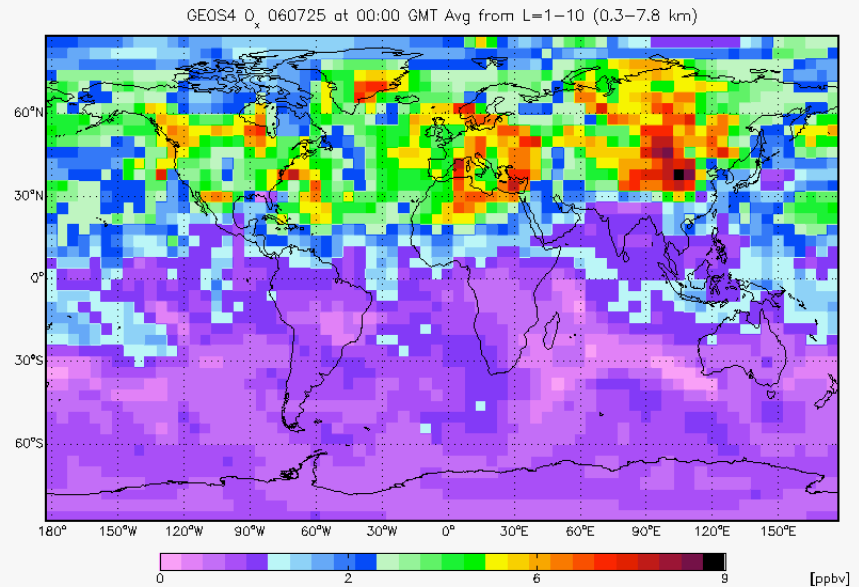 GEOS4 Oₓ 060725 at 00:00 GMT Avg from L=1-10 (0.3-7.8 km)
60°N
30°N
0°
30°S
60°S
180° 150°W 120°W 90°W 60°W 30°W 0° 30°E 60°E 90°E 120°E 150°E
0 2 6 9 [ppbv]